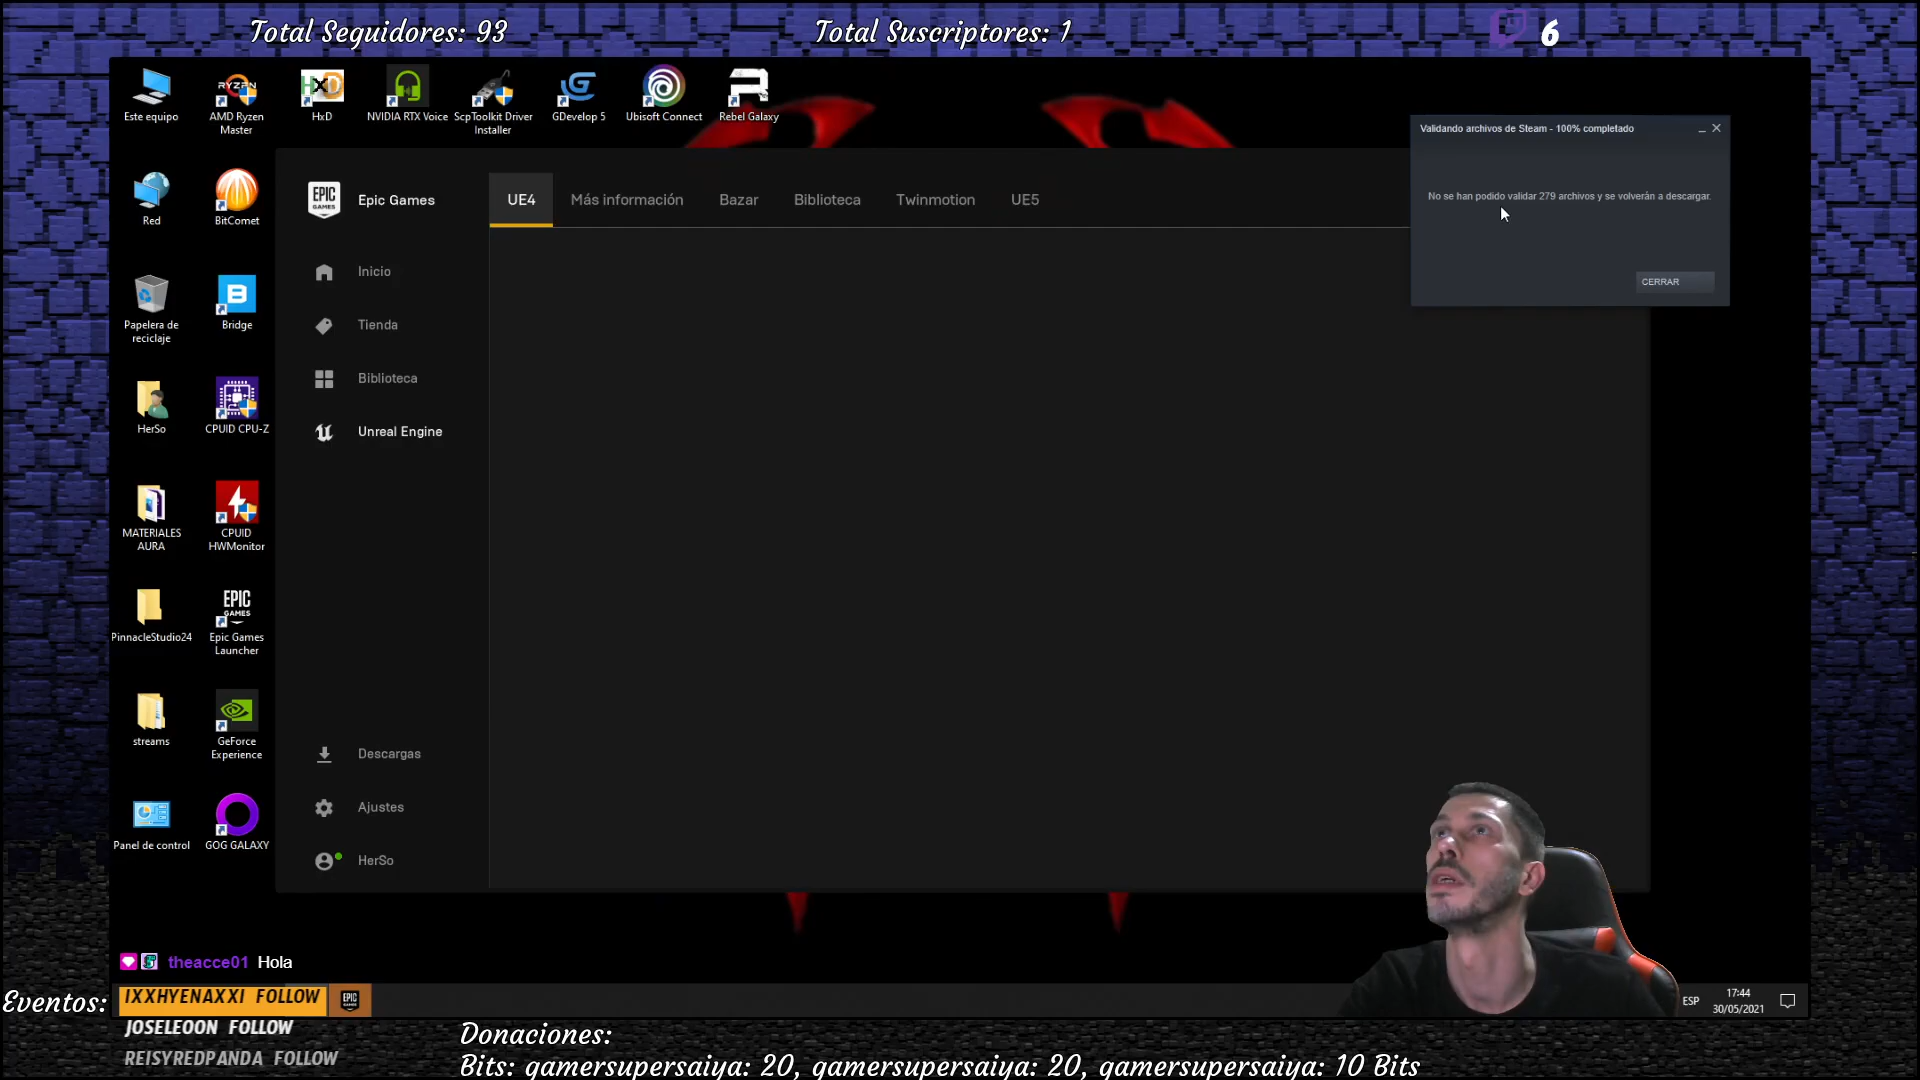 Total Seguidores: 93
Total Suscriptores: 1
6
Este equipo
AMD Ryzen
Master
HxD
NVIDIA RTX Voice
ScpToolkit Driver
Installer
GDevelop 5
Ubisoft Connect
Rebel Galaxy
Validando archivos de Steam - 100% completado
No se han podido validar 279 archivos y se volverán a descargar.
CERRAR
EPIC
GAMES
Epic Games
UE4
Más información
Bazar
Biblioteca
Twinmotion
UE5
Red
BitComet
Inicio
Papelera de
reciclaje
Bridge
Tienda
Biblioteca
HerSo
CPUID CPU-Z
Unreal Engine
MATERIALES
AURA
CPUID
HWMonitor
PinnacleStudio24
EPIC
GAMES
Epic Games
Launcher
streams
GeForce
Experience
Descargas
Ajustes
Panel de control
GOG GALAXY
HerSo
theacce01 Hola
Eventos:
IXXHYENAXXI FOLLOW
JOSELEOON FOLLOW
REISYREDPANDA FOLLOW
ESP
17:44
30/05/2021
Donaciones:
Bits: gamersupersaiya: 20, gamersupersaiya: 20, gamersupersaiya: 10 Bits